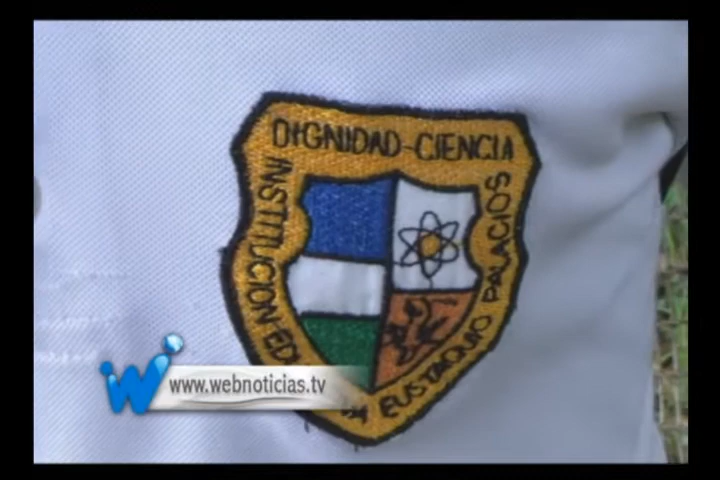 DIGNIDAD-CIENCIA
INSTITUCION
EUSTAQUIO PALACIOS
www.webnoticias.tv